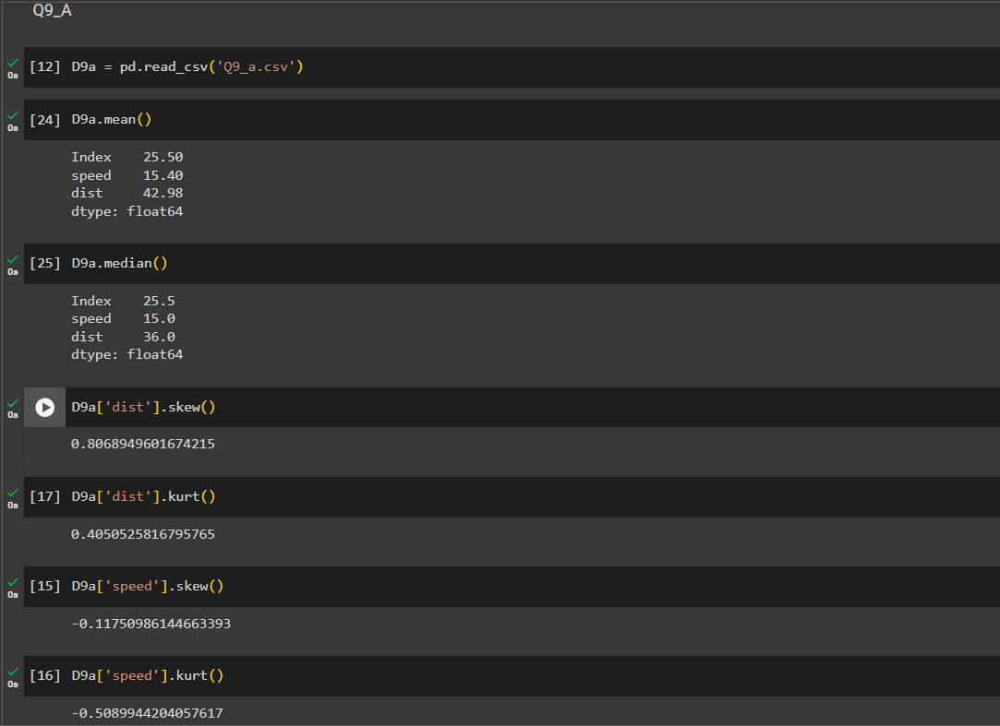 Q9_A
0s [12] D9a = pd.read_csv('Q9_a.csv')
0s [24] D9a.mean()
Index    25.50
speed    15.40
dist     42.98
dtype: float64
0s [25] D9a.median()
Index    25.5
speed    15.0
dist     36.0
dtype: float64
0s D9a['dist'].skew()
0.8068949601674215
0s [17] D9a['dist'].kurt()
0.4050525816795765
0s [15] D9a['speed'].skew()
-0.11750986144663393
0s [16] D9a['speed'].kurt()
-0.5089944204057617